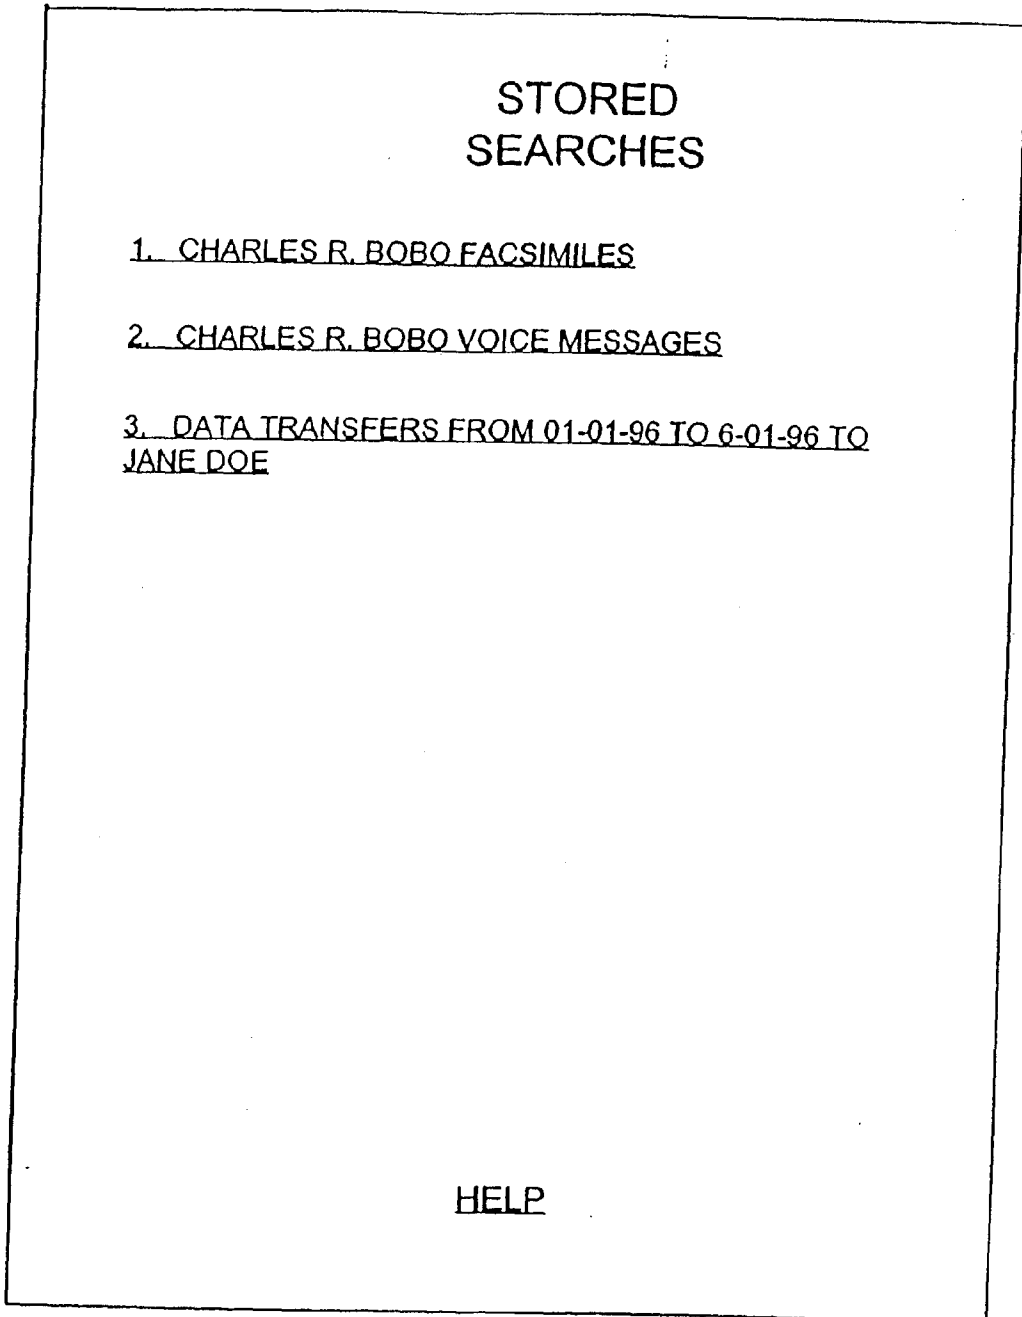 STORED
SEARCHES
1. CHARLES R. BOBO FACSIMILES
2. CHARLES R. BOBO VOICE MESSAGES
3. DATA TRANSFERS FROM 01-01-96 TO 6-01-96 TO
JANE DOE
HELP